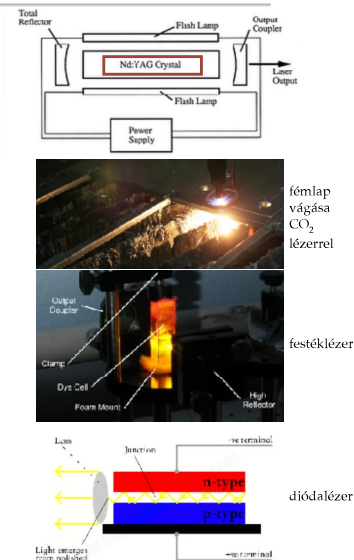 Total
Reflector
Flash Lamp
Output
Coupler
Nd:YAG Crystal
Laser
Output
Flash Lamp
Power
Supply
fémlap
vágása
CO₂
lézerrel
Output
Coupler
Clamp
Dye Cell
Foam Mount
High
Reflector
festéklézer
-ve terminal
Lens
Junction
n-type
p-type
diódalézer
Light emerges
from polished
+ve terminal